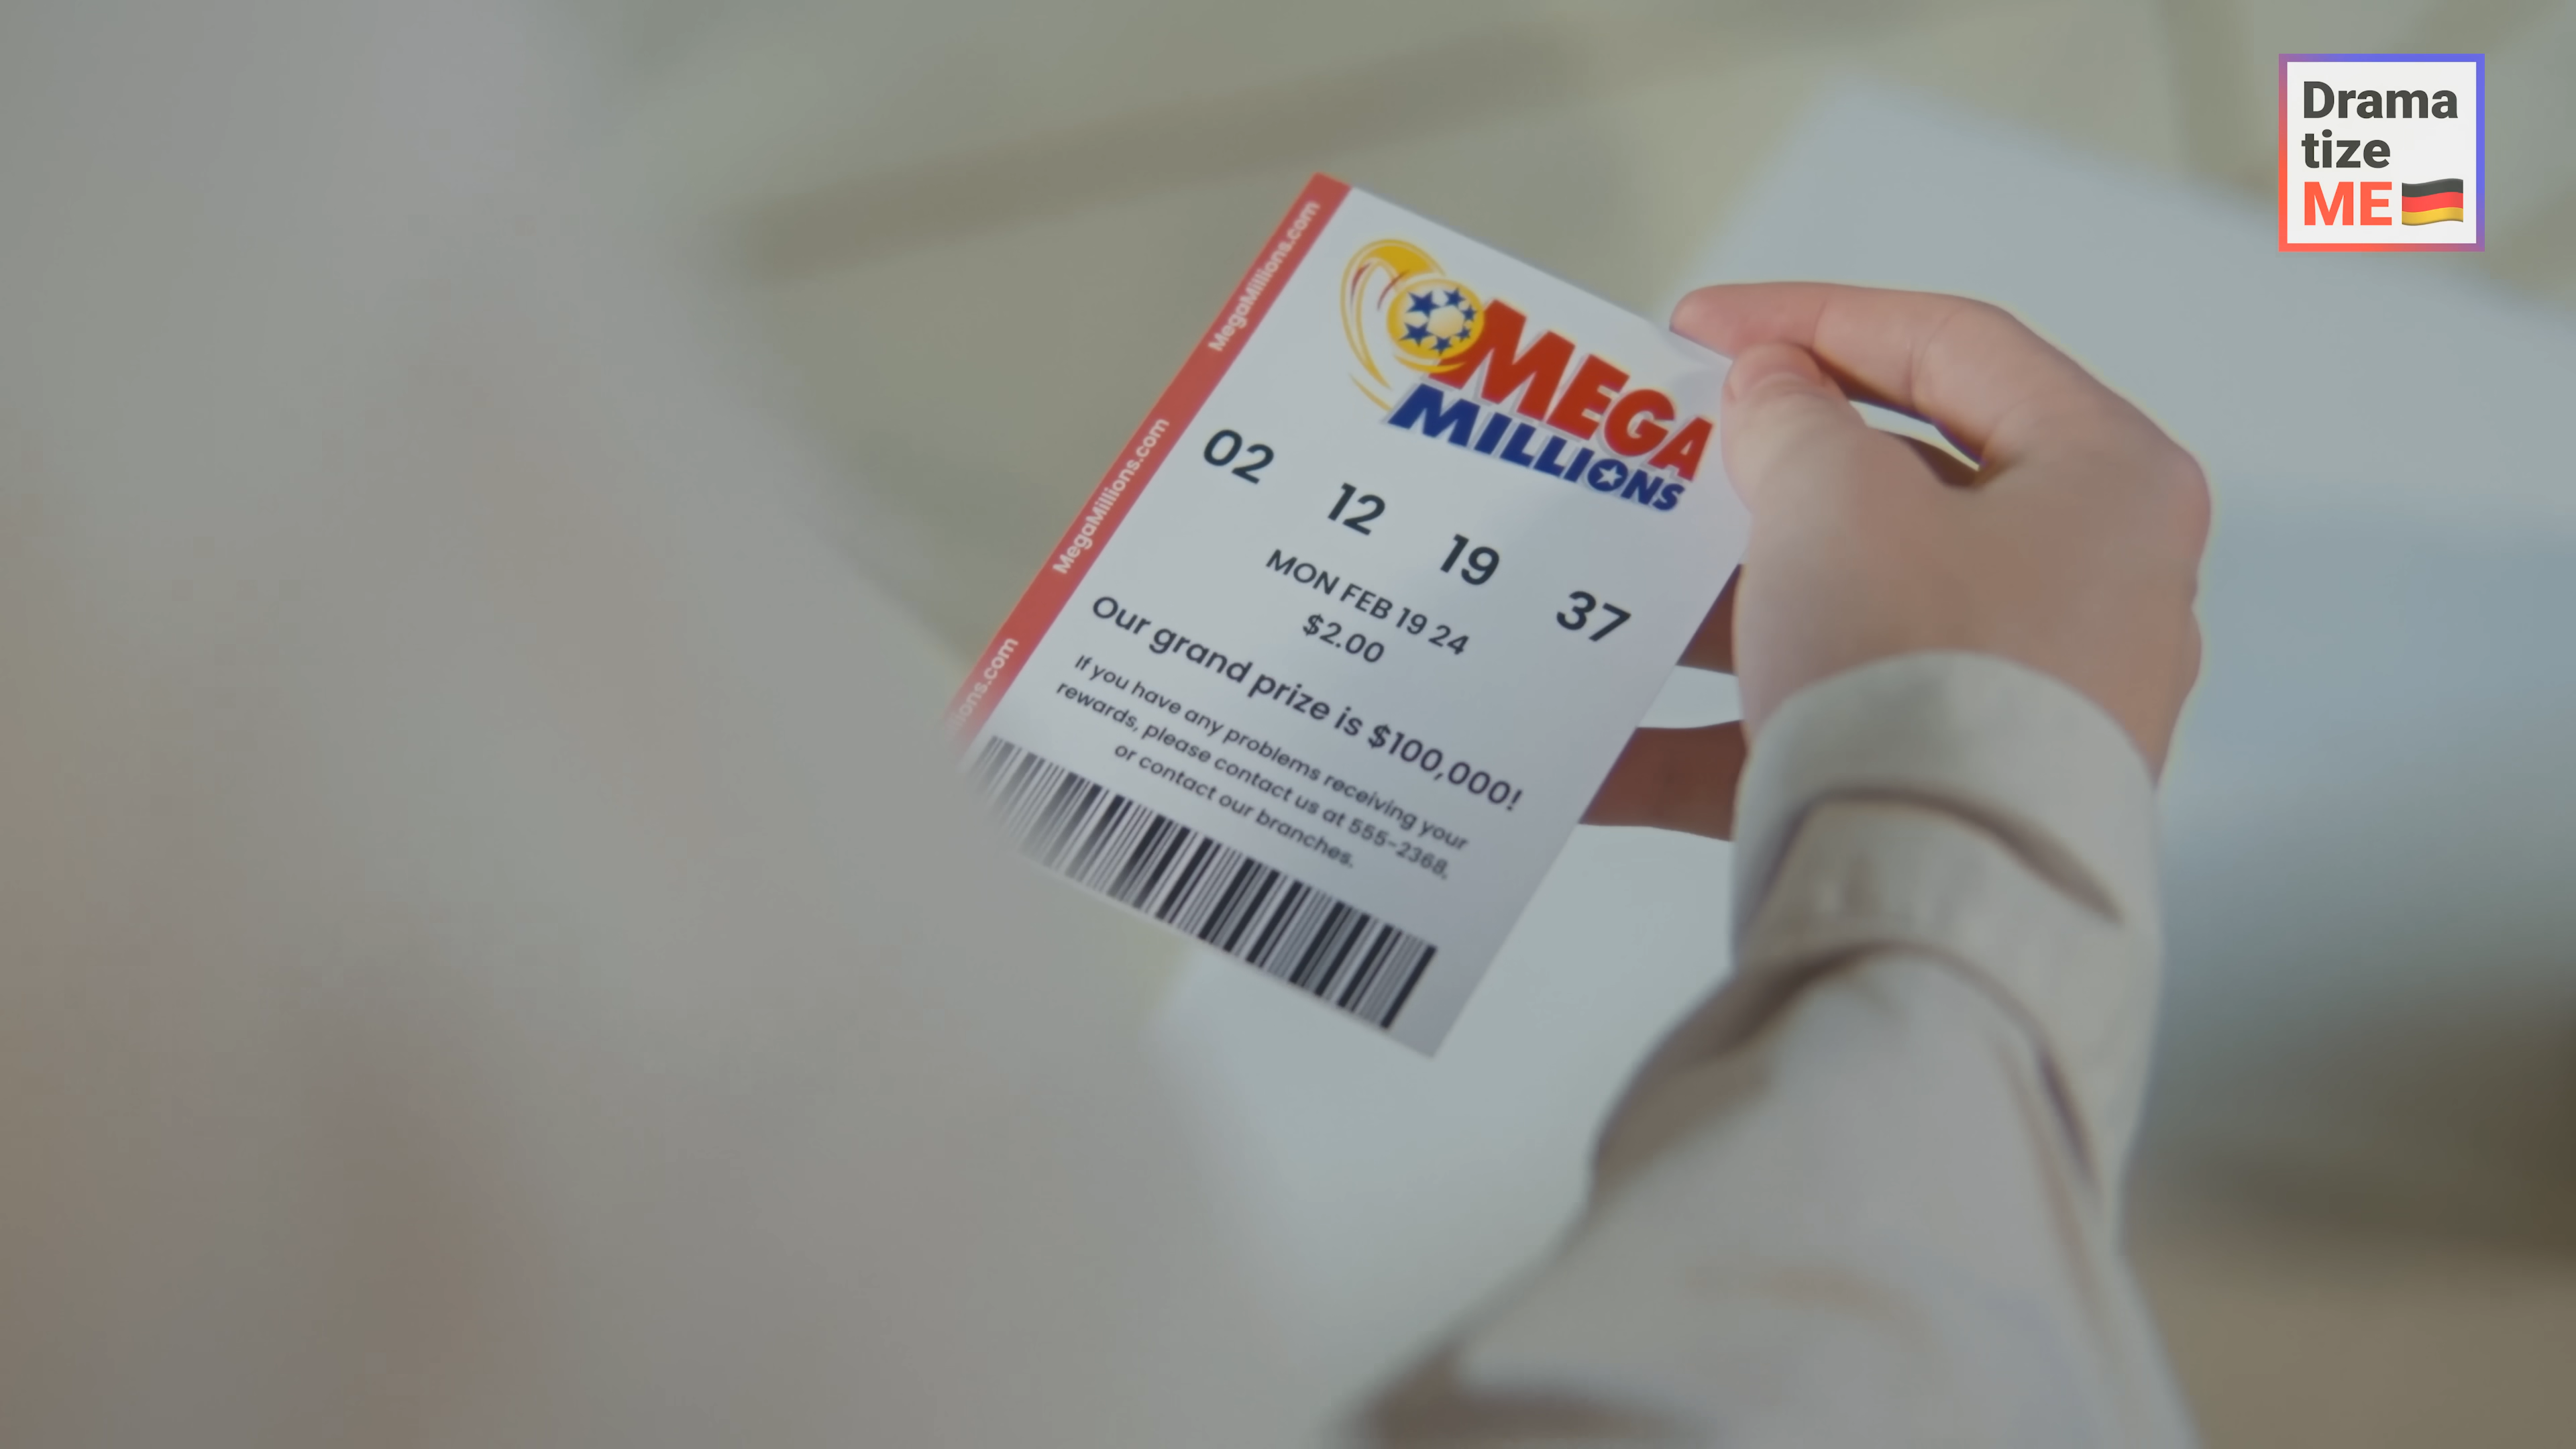 Drama
tize
ME
MegaMillions.com
MegaMillions.com
lions.com
MEGA
MILLIONS
02 12 19 37
MON FEB 19 24
$2.00
Our grand prize is $100,000!
If you have any problems receiving your
rewards, please contact us at 555-2368,
or contact our branches.